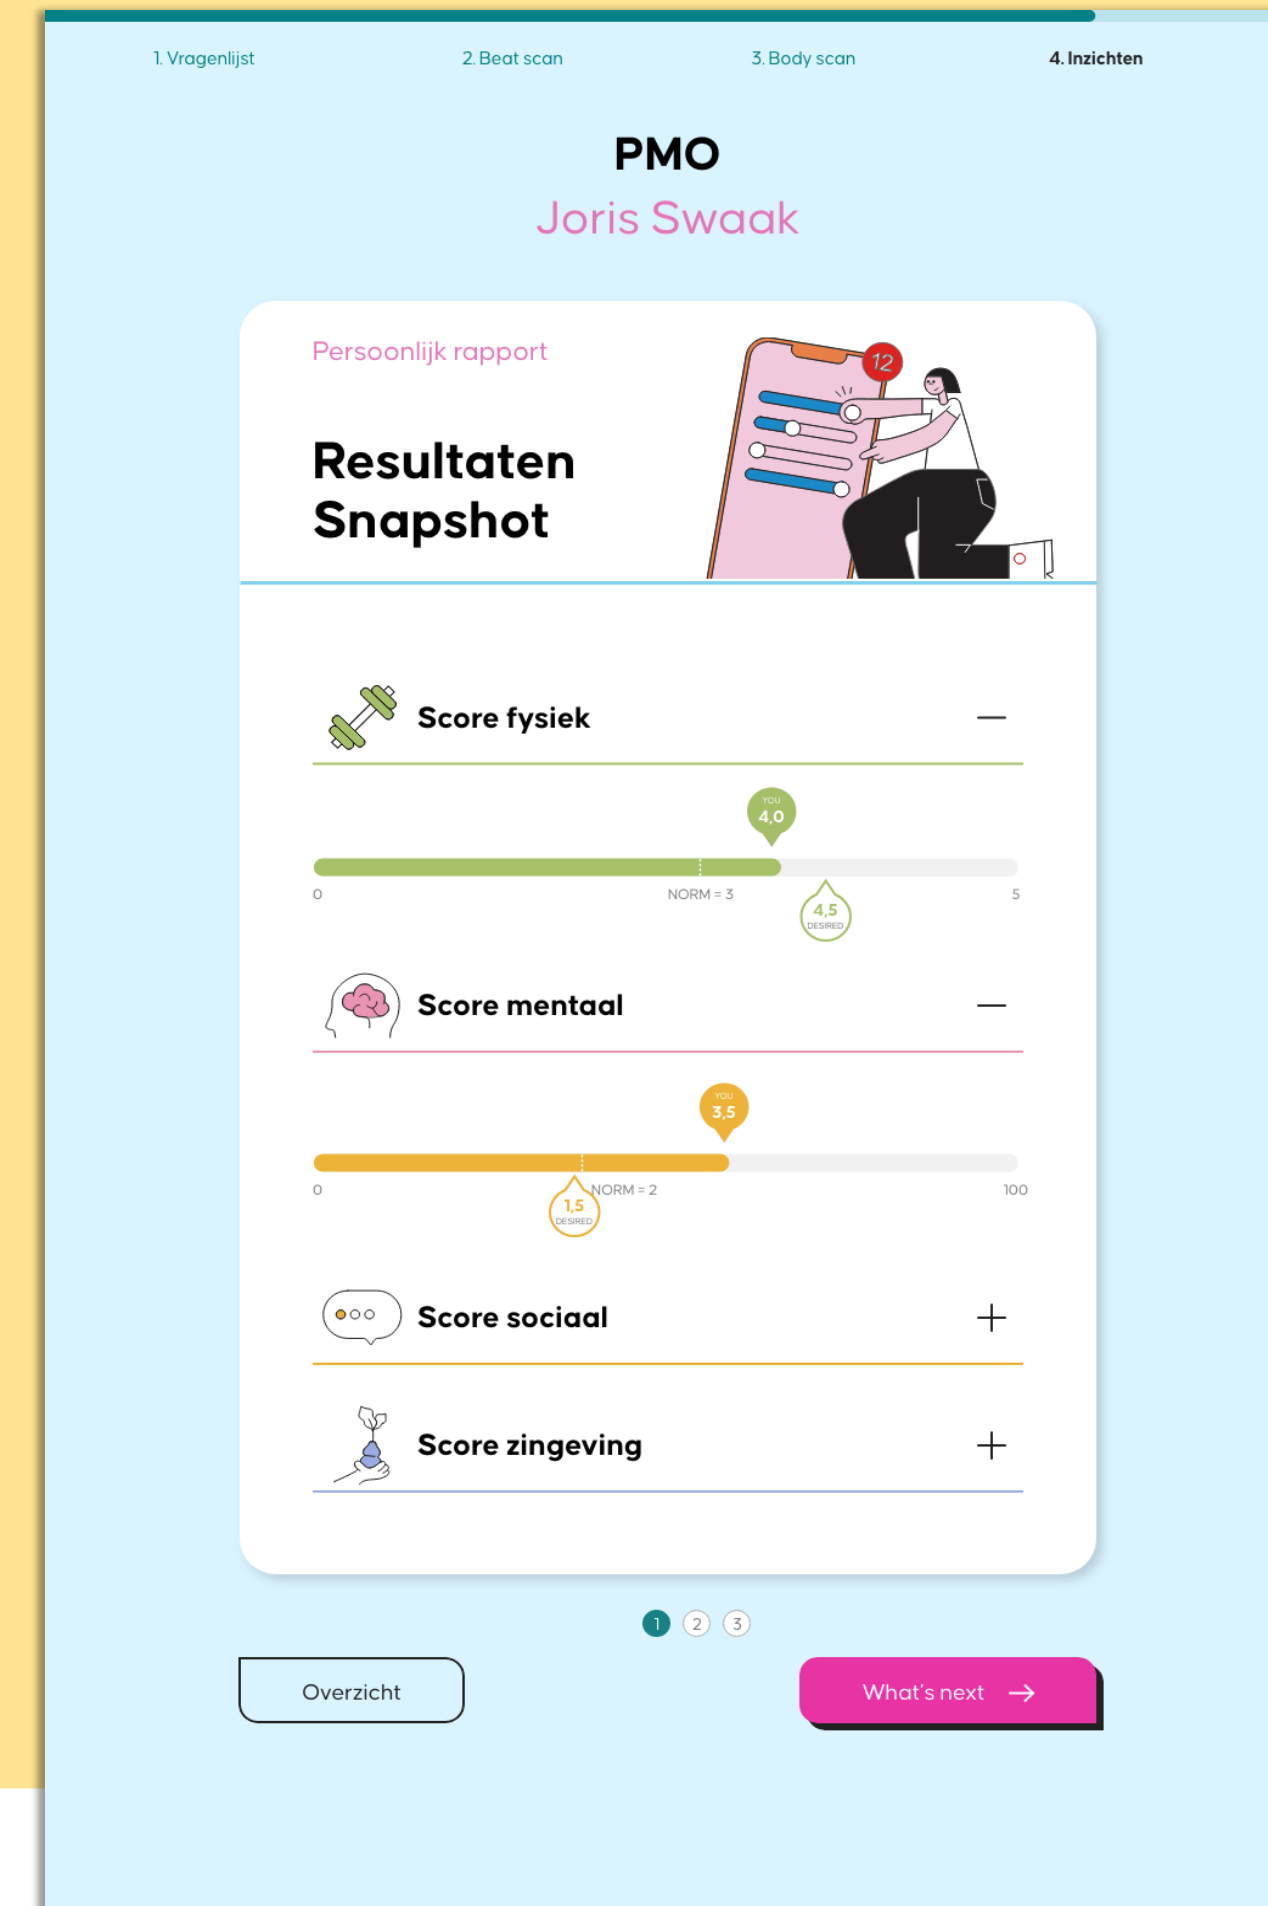 1. Vragenlijst
2. Beat scan
3. Body scan
4. Inzichten
PMO
Joris Swaak
Persoonlijk rapport
12
Resultaten
Snapshot
Score fysiek
YOU
4,0
0
NORM = 3
5
4,5
DESIRED
Score mentaal
YOU
3,5
0
NORM = 2
100
1,5
DESIRED
Score sociaal
Score zingeving
1
2
3
Overzicht
What's next